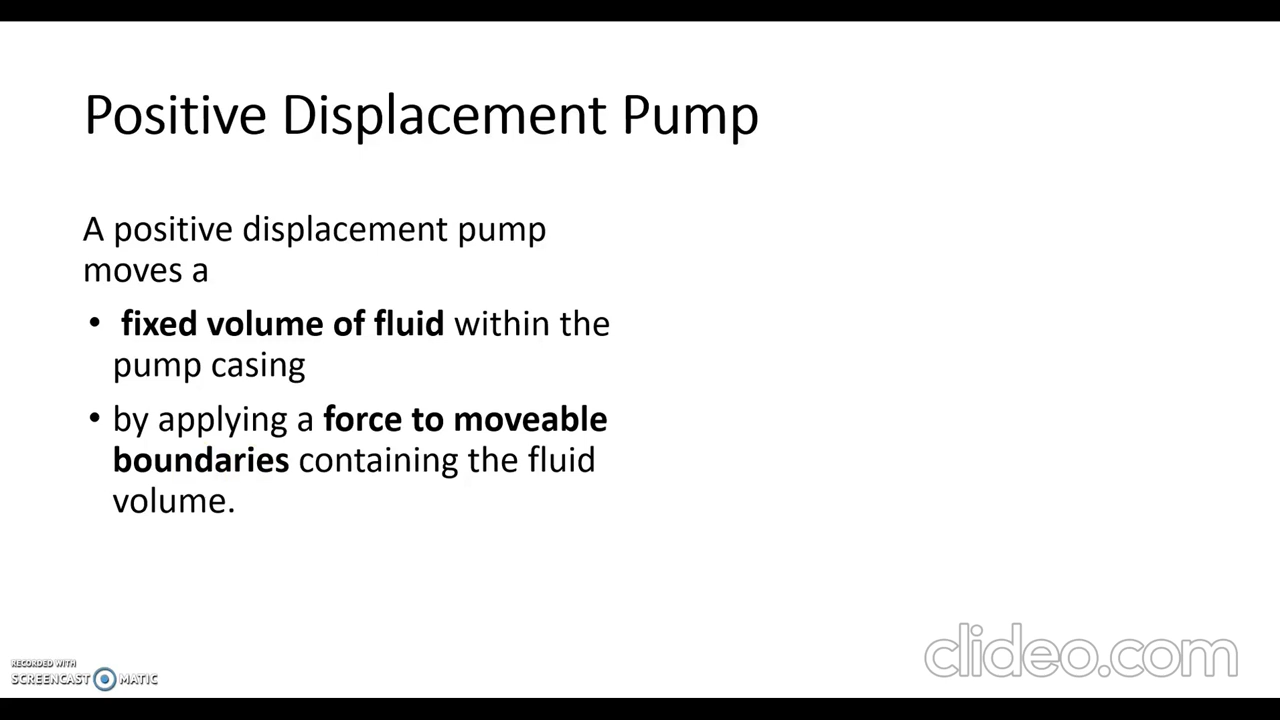 Positive Displacement Pump
A positive displacement pump
moves a
• fixed volume of fluid within the
pump casing
• by applying a force to moveable
boundaries containing the fluid
volume.
RECORDED WITH
SCREENCAST MATIC
clideo.com